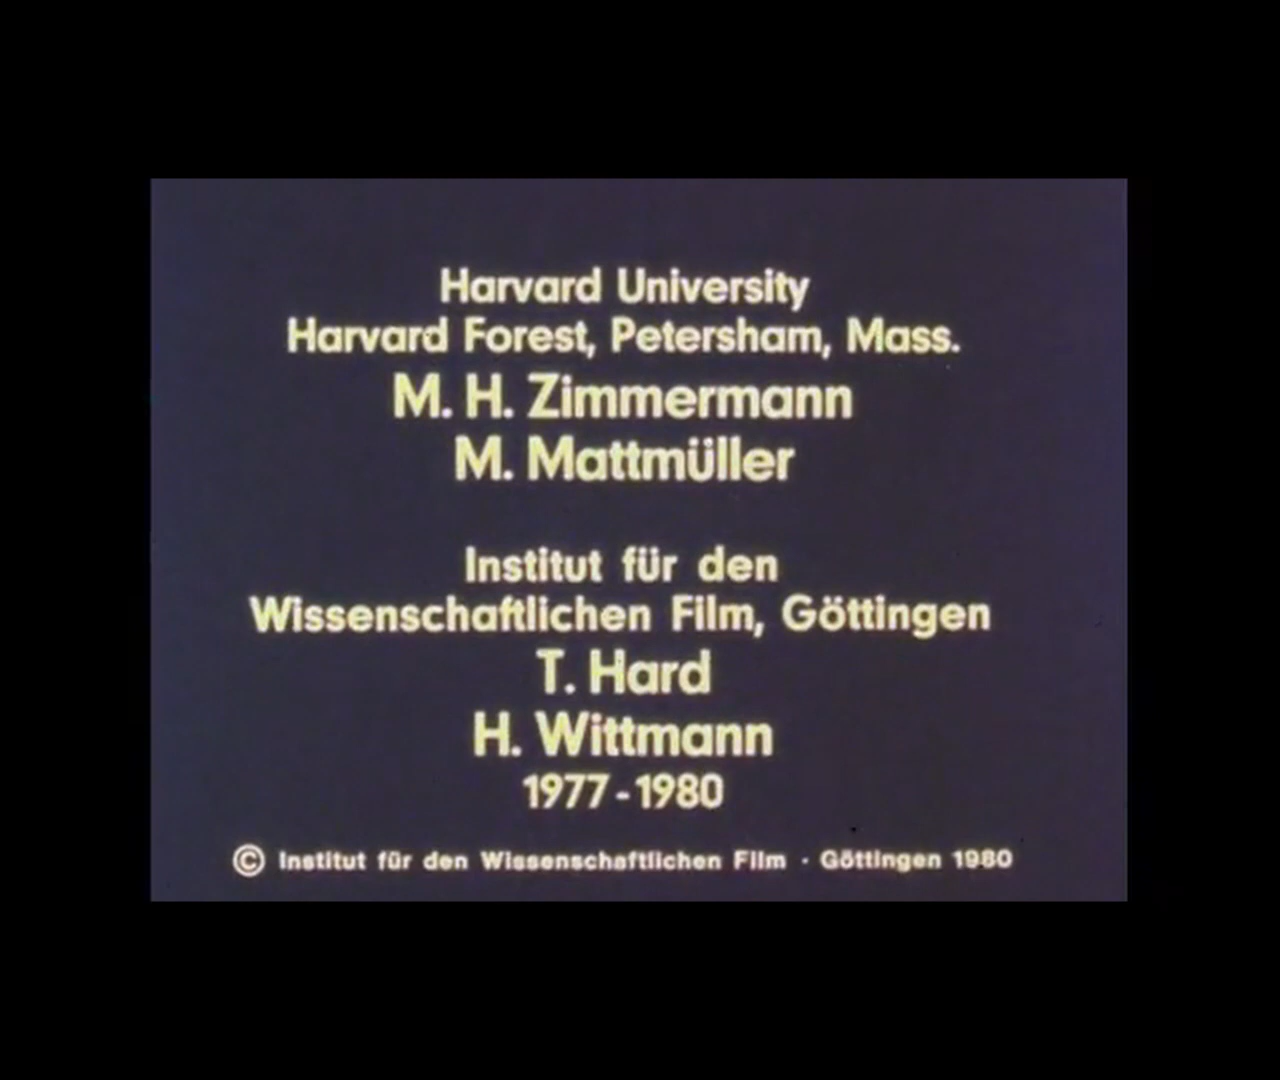 Harvard University
Harvard Forest, Petersham, Mass.
M. H. Zimmermann
M. Mattmüller
Institut für den
Wissenschaftlichen Film, Göttingen
T. Hard
H. Wittmann
1977-1980
© Institut für den Wissenschaftlichen Film · Göttingen 1980